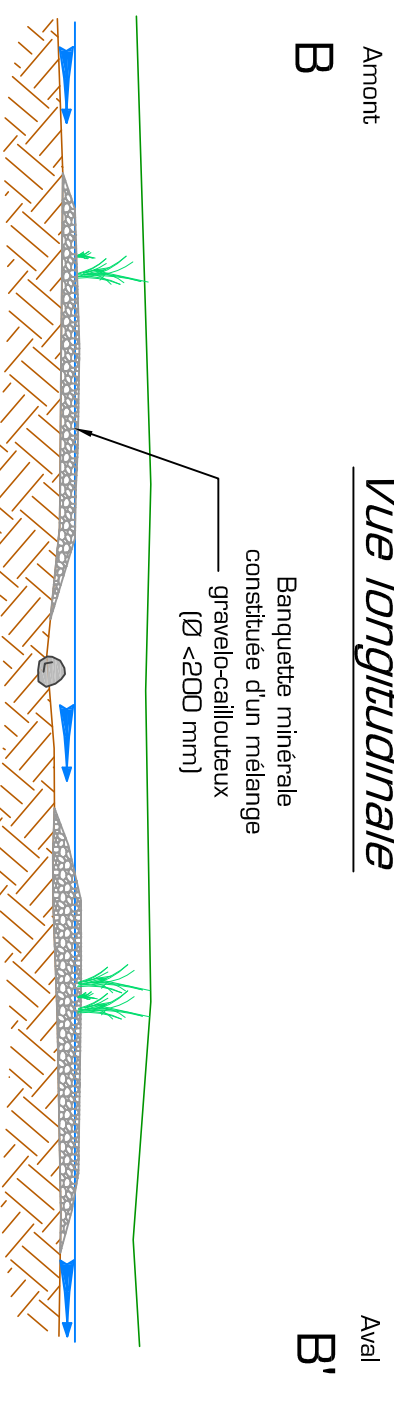 Vue longitudinale
Amont
Aval
B
B'
Banquette minérale
constituée d'un mélange
gravelo-caillouteux
(Ø <200 mm)